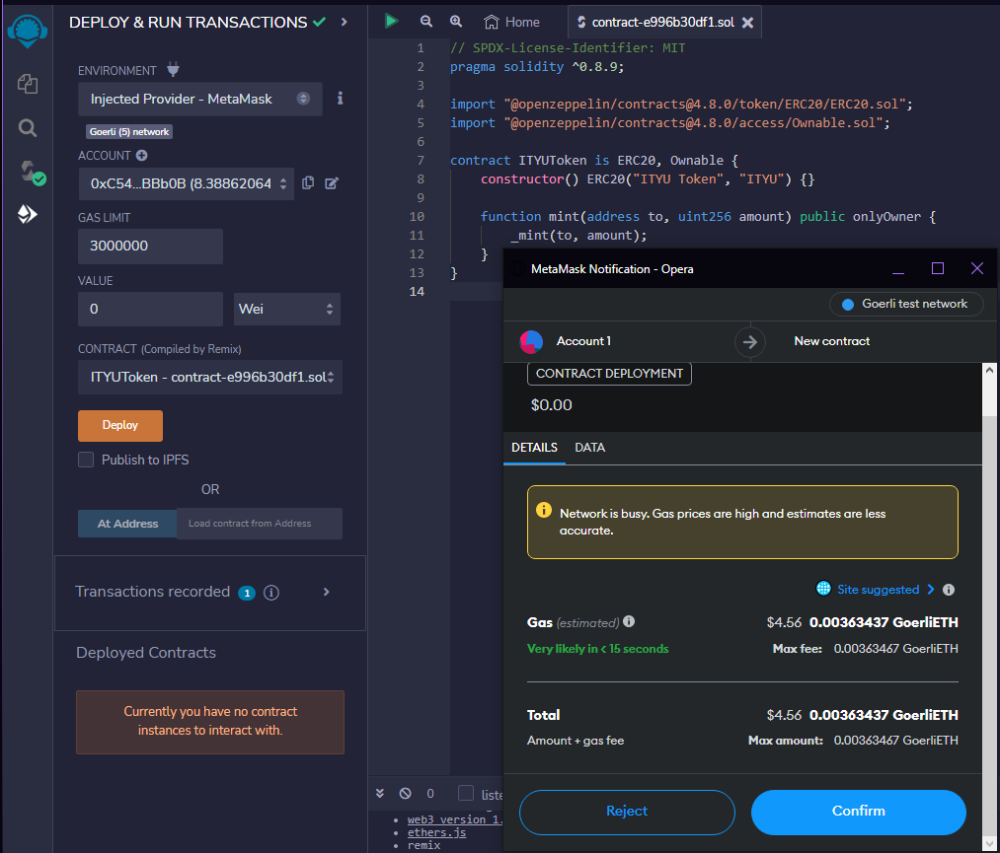 DEPLOY & RUN TRANSACTIONS
ENVIRONMENT
Injected Provider - MetaMask
Goerli (5) network
ACCOUNT
0xC54...BBb0B (8.38862064
GAS LIMIT
3000000
VALUE
0
Wei
CONTRACT (Compiled by Remix)
ITYUToken - contract-e996b30df1.sol
Deploy
Publish to IPFS
OR
At Address
Load contract from Address
Transactions recorded 1
Deployed Contracts
Currently you have no contract
instances to interact with.
Home
contract-e996b30df1.sol
1 // SPDX-License-Identifier: MIT
2 pragma solidity ^0.8.9;
3
4 import "@openzeppelin/contracts@4.8.0/token/ERC20/ERC20.sol";
5 import "@openzeppelin/contracts@4.8.0/access/Ownable.sol";
6
7 contract ITYUToken is ERC20, Ownable {
8 constructor() ERC20("ITYU Token", "ITYU") {}
9
10 function mint(address to, uint256 amount) public onlyOwner {
11 _mint(to, amount);
12 }
13 }
14
0
web3 version 1.
ethers.js
remix
MetaMask Notification - Opera
Goerli test network
Account 1
New contract
CONTRACT DEPLOYMENT
$0.00
DETAILS
DATA
Network is busy. Gas prices are high and estimates are less
accurate.
Site suggested
Gas (estimated)
$4.56 0.00363437 GoerliETH
Very likely in < 15 seconds
Max fee: 0.00363467 GoerliETH
Total
$4.56 0.00363437 GoerliETH
Amount + gas fee
Max amount: 0.00363467 GoerliETH
Reject
Confirm